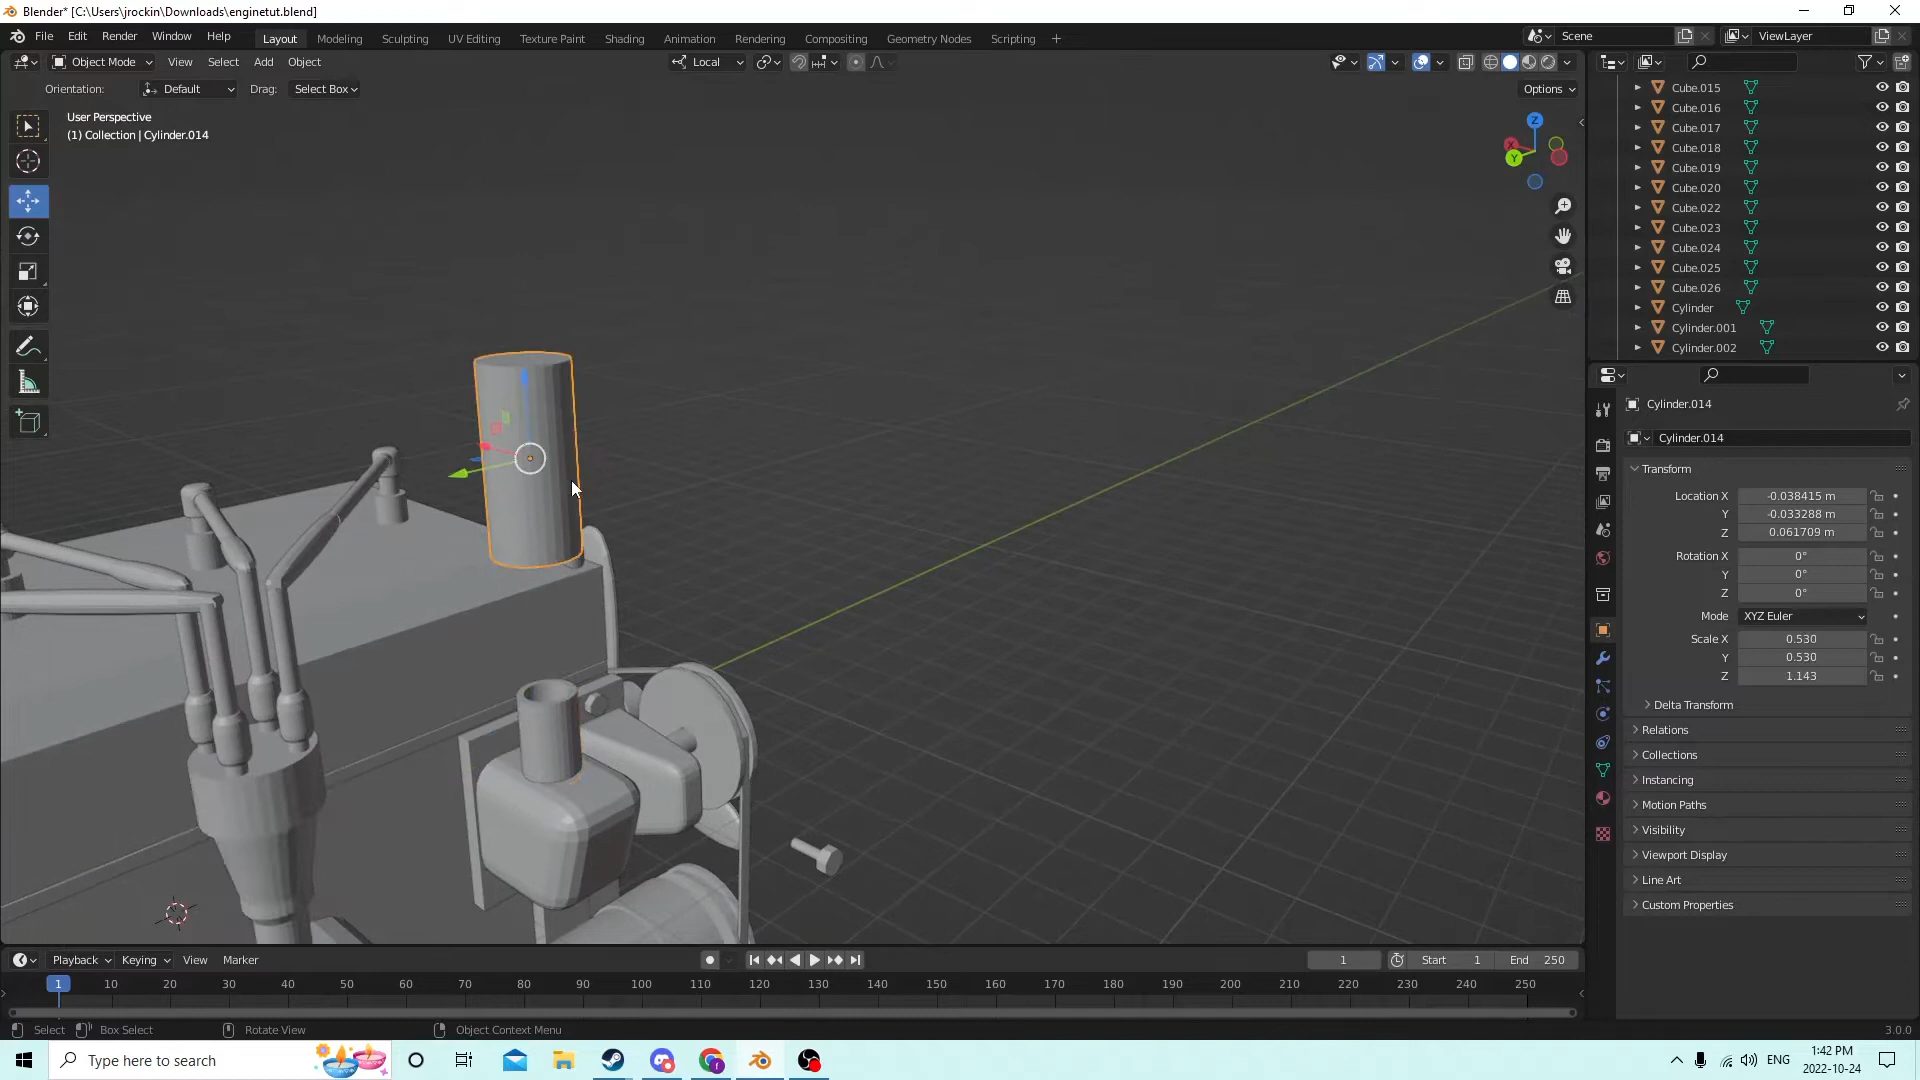 Blender* [C:\Users\jrockin\Downloads\enginetut.blend]
File Edit Render Window Help
Layout Modeling Sculpting UV Editing Texture Paint Shading Animation Rendering Compositing Geometry Nodes Scripting +
Scene
ViewLayer
Object Mode View Select Add Object
Local
Orientation: Default Drag: Select Box
Options
User Perspective
(1) Collection | Cylinder.014
Z
X
Y
Cube.015
Cube.016
Cube.017
Cube.018
Cube.019
Cube.020
Cube.022
Cube.023
Cube.024
Cube.025
Cube.026
Cylinder
Cylinder.001
Cylinder.002
Cylinder.014
Cylinder.014
Transform
Location X -0.038415 m
Y -0.033288 m
Z 0.061709 m
Rotation X 0°
Y 0°
Z 0°
Mode XYZ Euler
Scale X 0.530
Y 0.530
Z 1.143
Delta Transform
Relations
Collections
Instancing
Motion Paths
Visibility
Viewport Display
Line Art
Custom Properties
Playback Keying View Marker
1 Start 1 End 250
1 10 20 30 40 50 60 70 80 90 100 110 120 130 140 150 160 170 180 190 200 210 220 230 240 250
Select Box Select Rotate View Object Context Menu 3.0.0
Type here to search
ENG
1:42 PM
2022-10-24